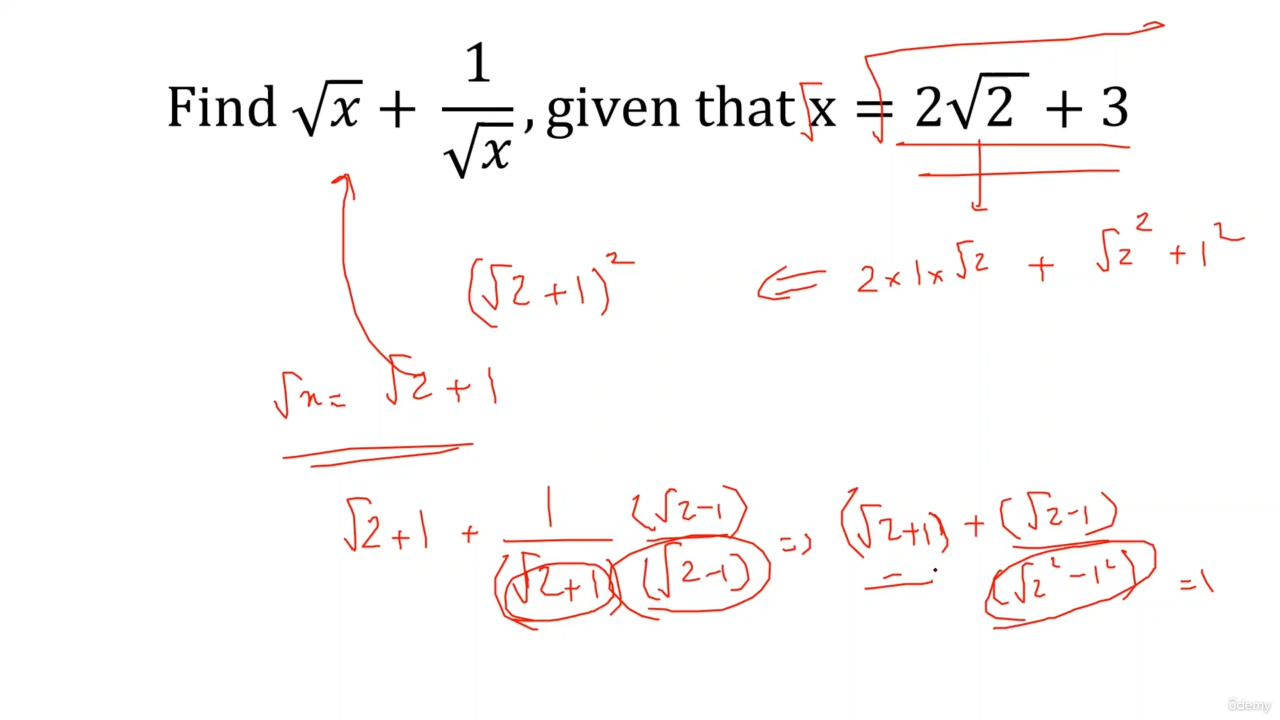 Find √x + 1/√x, given that √x = √2√2 + 3
2×1×√2 + √2² + 1²
(√2+1)² ⇐
√x = √2 + 1
√2+1 + 1/(√2+1) (√2-1)/(√2-1) => (√2+1) + (√2-1)/(√2²-1²) =1
ûdemy